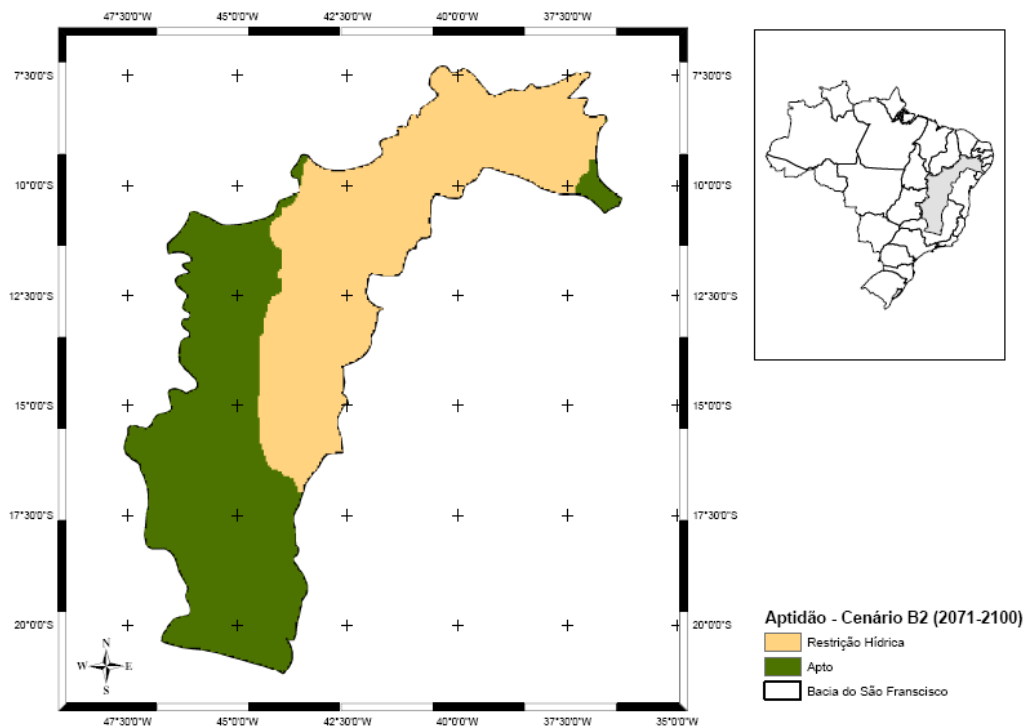 47°30'0"W 45°0'0"W 42°30'0"W 40°0'0"W 37°30'0"W
7°30'0"S 7°30'0"S
10°0'0"S 10°0'0"S
12°30'0"S 12°30'0"S
15°0'0"S 15°0'0"S
17°30'0"S 17°30'0"S
20°0'0"S 20°0'0"S
N
W E
S
47°30'0"W 45°0'0"W 42°30'0"W 40°0'0"W 37°30'0"W 35°0'0"W
Aptidão - Cenário B2 (2071-2100)
Restrição Hídrica
Apto
Bacia do São Franscisco